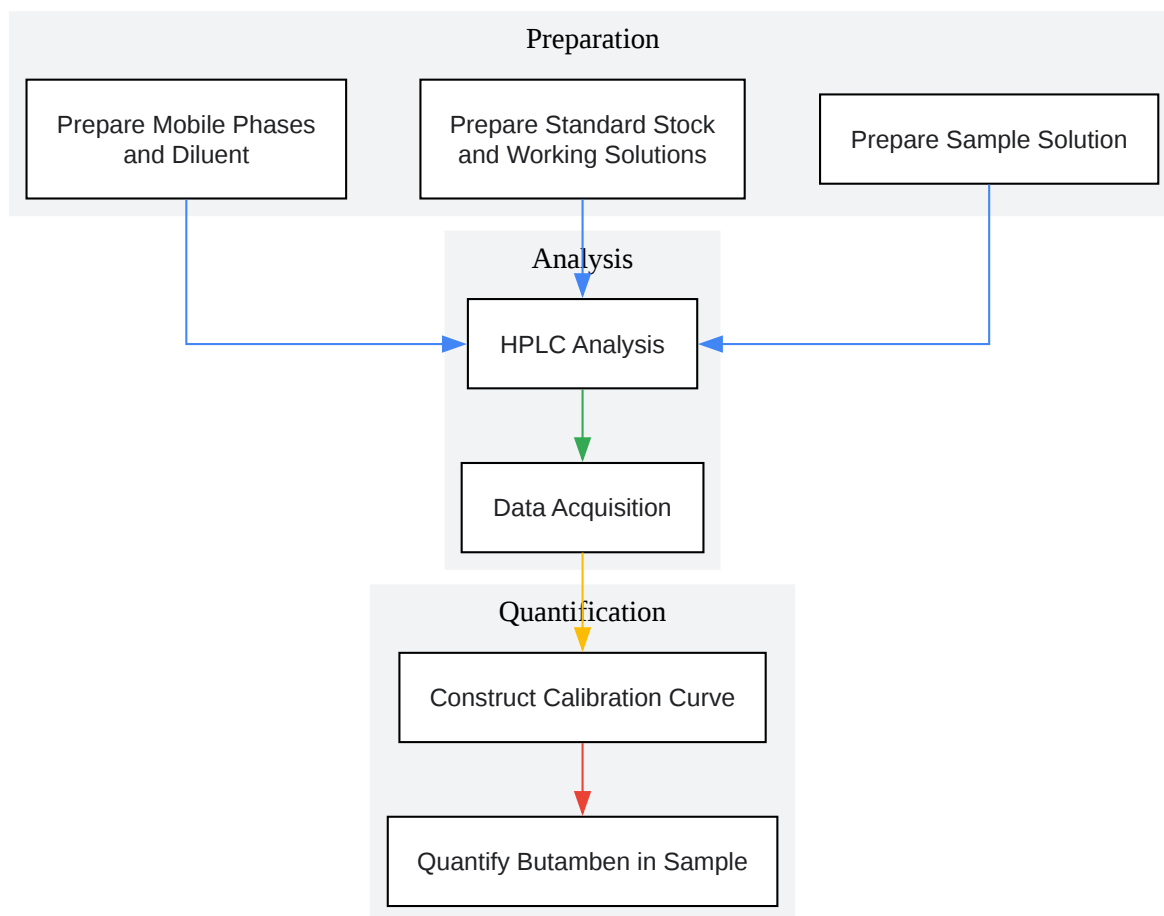 Preparation
Prepare Mobile Phases
and Diluent
Prepare Standard Stock
and Working Solutions
Prepare Sample Solution
Analysis
HPLC Analysis
Data Acquisition
Quantification
Construct Calibration Curve
Quantify Butamben in Sample